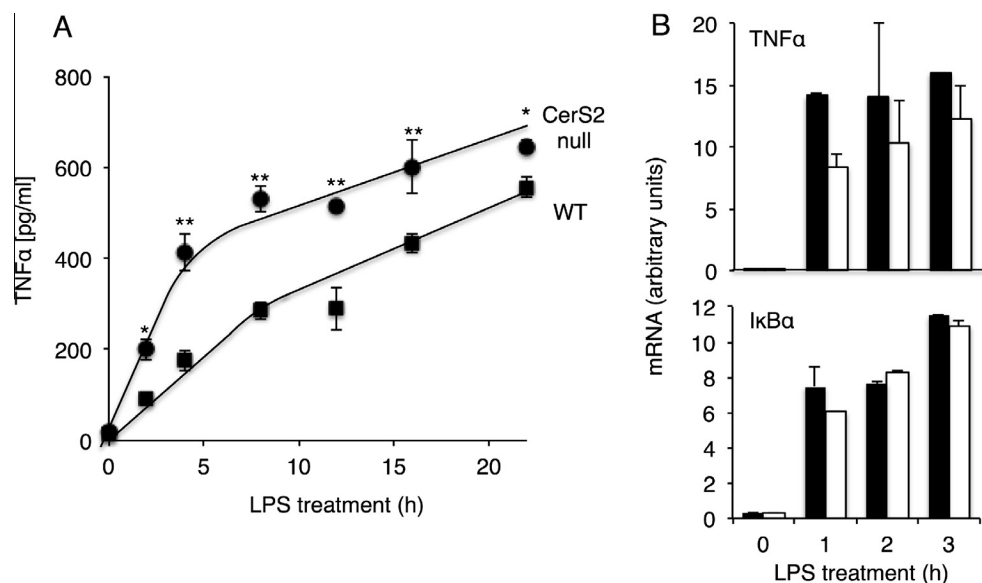 A
TNFα [pg/ml]
800
600
400
200
0
0
5
10
15
20
LPS treatment (h)
*
**
**
**
**
*
CerS2
null
WT
B
mRNA (arbitrary units)
TNFα
20
15
10
5
0
IκBα
12
10
8
6
4
2
0
0
1
2
3
LPS treatment (h)